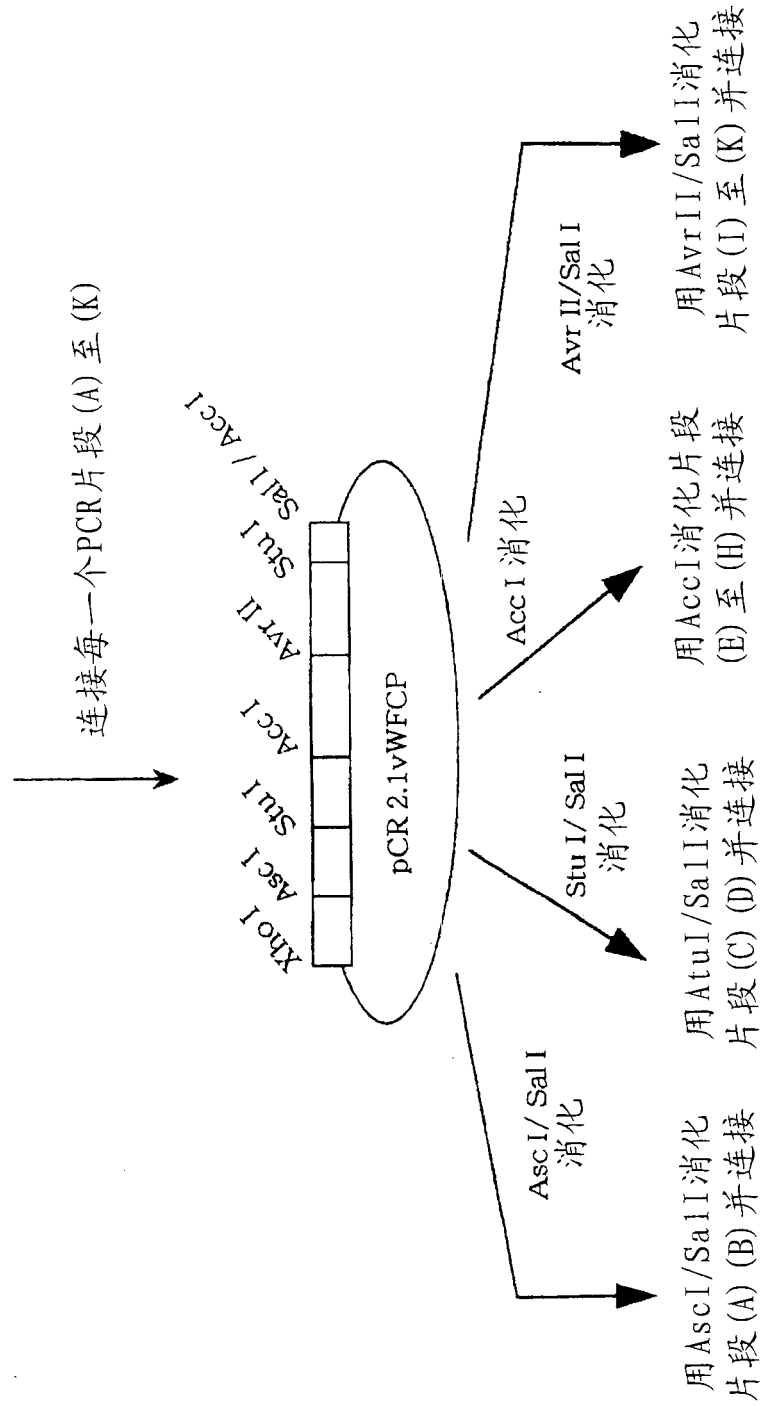 连接每一个PCR片段(A)至(K)
Xho I
Asc I
Stu I
Acc I
Avr II
Stu I
Sal I / Acc I
pCR 2.1vWFCP
Asc I/ Sal I
消化
Stu I/ Sal I
消化
Acc I 消化
Avr II/Sal I
消化
用AscI/SalI消化
片段(A)(B)并连接
用AtuI/SalI消化
片段(C)(D)并连接
用AccI消化片段
(E)至(H)并连接
用AvrII/SalI消化
片段(I)至(K)并连接